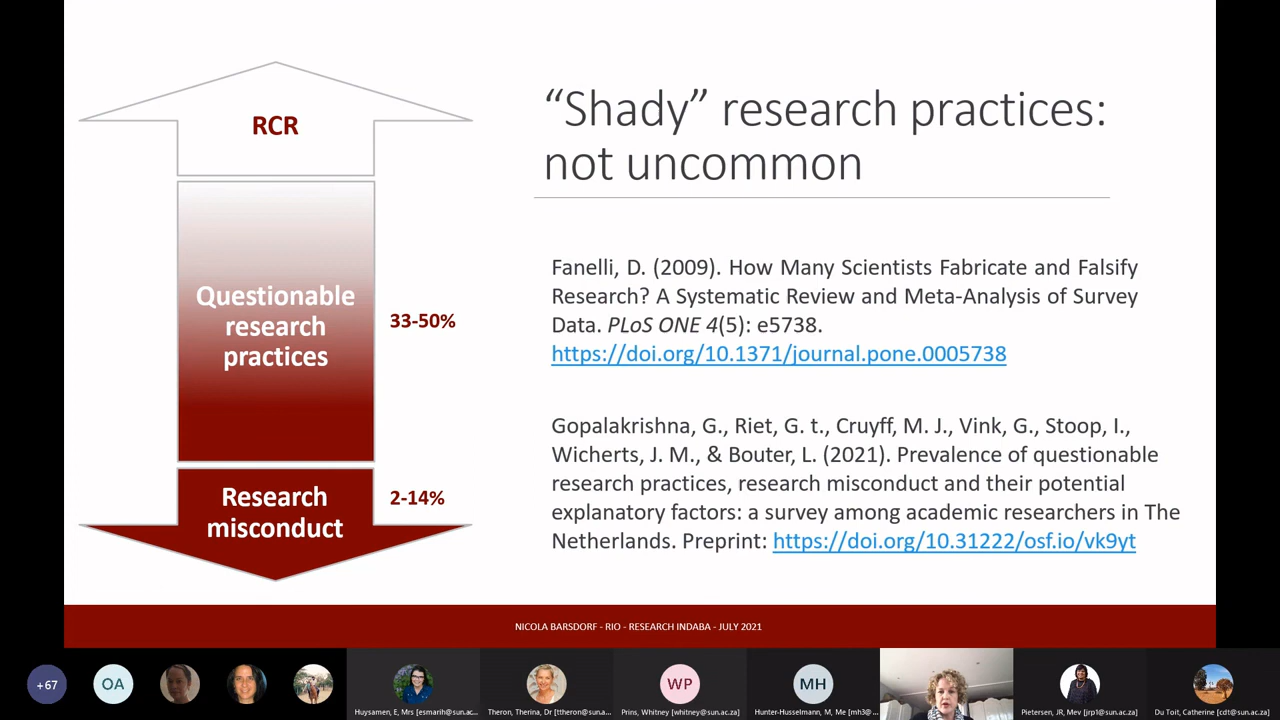 RCR
Questionable
research
practices
33-50%
Research
misconduct
2-14%
“Shady” research practices:
not uncommon
Fanelli, D. (2009). How Many Scientists Fabricate and Falsify
Research? A Systematic Review and Meta-Analysis of Survey
Data. PLoS ONE 4(5): e5738.
https://doi.org/10.1371/journal.pone.0005738
Gopalakrishna, G., Riet, G. t., Cruyff, M. J., Vink, G., Stoop, I.,
Wicherts, J. M., & Bouter, L. (2021). Prevalence of questionable
research practices, research misconduct and their potential
explanatory factors: a survey among academic researchers in The
Netherlands. Preprint: https://doi.org/10.31222/osf.io/vk9yt
NICOLA BARSDORF - RIO - RESEARCH INDABA - JULY 2021
+67
OA
WP
MH
Huysamen, E, Mrs [esmarih@sun.ac...
Theron, Therina, Dr [ttheron@sun.a...
Prins, Whitney [whitney@sun.ac.za]
Hunter-Husselmann, M, Me [mh3@...
Pietersen, JR, Mev [jrp1@sun.ac.za]
Du Toit, Catherine [cdt@sun.ac.za]